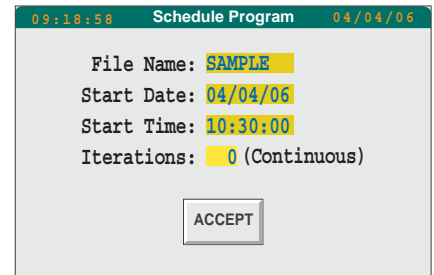 09:18:58 Schedule Program 04/04/06
File Name: SAMPLE
Start Date: 04/04/06
Start Time: 10:30:00
Iterations: 0 (Continuous)
ACCEPT